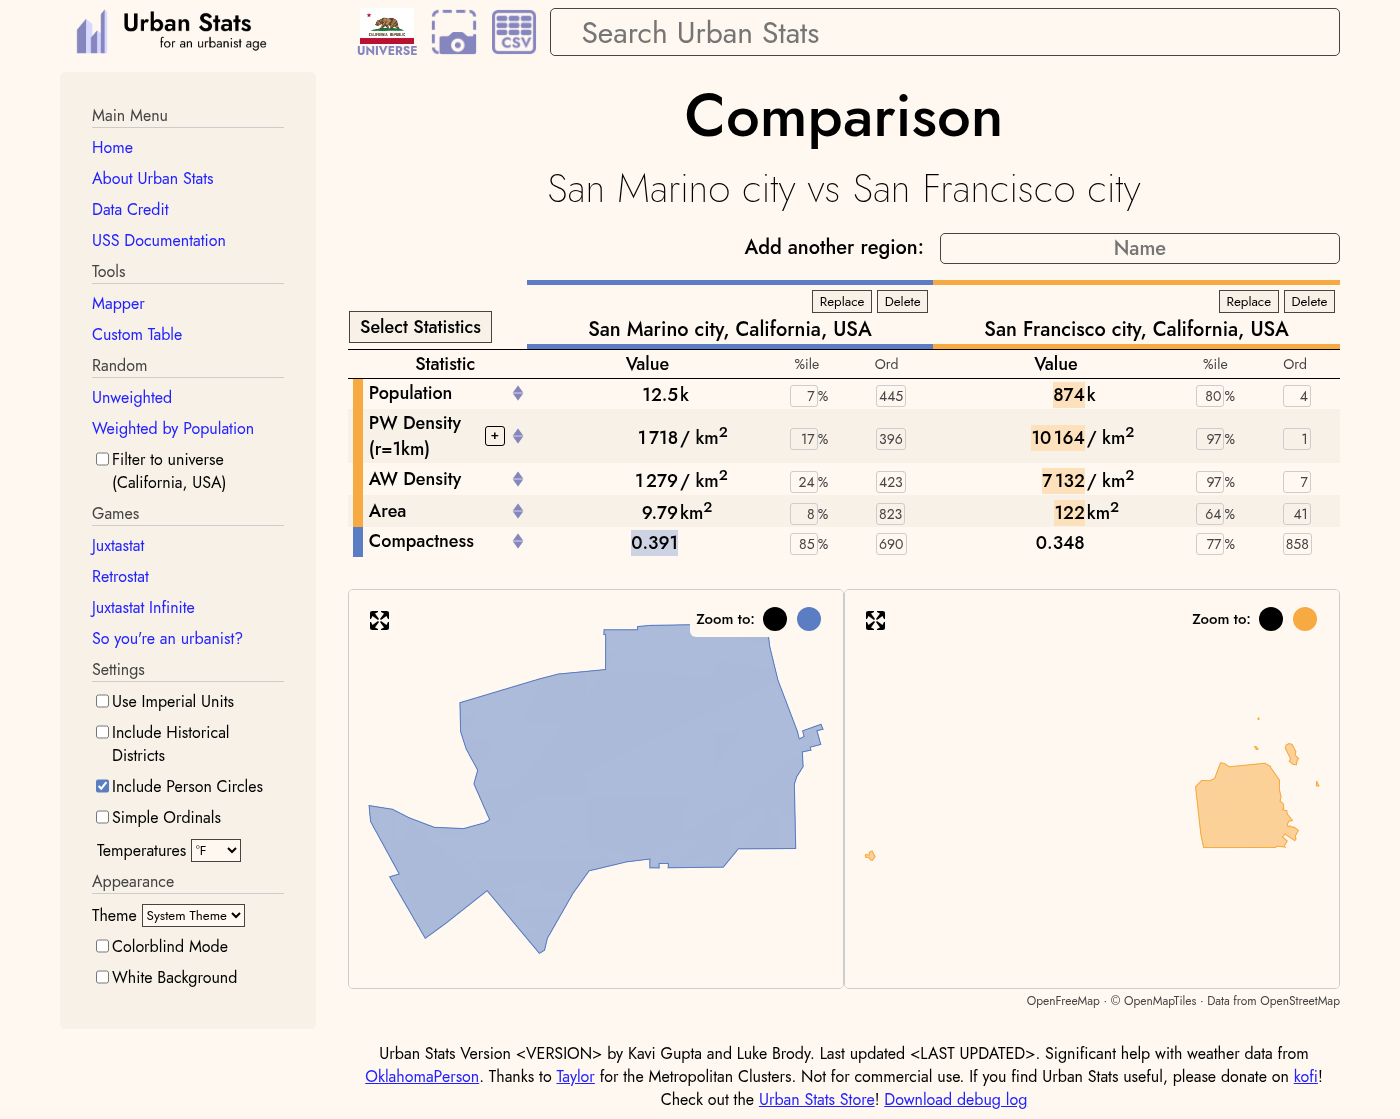 Urban Stats
for an urbanist age
UNIVERSE
CSV
Search Urban Stats
Main Menu
Home
About Urban Stats
Data Credit
USS Documentation
Tools
Mapper
Custom Table
Random
Unweighted
Weighted by Population
Filter to universe
(California, USA)
Games
Juxtastat
Retrostat
Juxtastat Infinite
So you're an urbanist?
Settings
Use Imperial Units
Include Historical
Districts
Include Person Circles
Simple Ordinals
Temperatures °F
Appearance
Theme System Theme
Colorblind Mode
White Background
Comparison
San Marino city vs San Francisco city
Add another region: Name
Replace Delete Replace Delete
Select Statistics San Marino city, California, USA San Francisco city, California, USA
Statistic Value %ile Ord Value %ile Ord
Population 12.5k 7% 445 874k 80% 4
PW Density
(r=1km) + 1718 / km² 17% 396 10164 / km² 97% 1
AW Density 1279 / km² 24% 423 7132 / km² 97% 7
Area 9.79 km² 8% 823 122 km² 64% 41
Compactness 0.391 85% 690 0.348 77% 858
Zoom to: Zoom to:
OpenFreeMap · © OpenMapTiles · Data from OpenStreetMap
Urban Stats Version <VERSION> by Kavi Gupta and Luke Brody. Last updated <LAST UPDATED>. Significant help with weather data from
OklahomaPerson. Thanks to Taylor for the Metropolitan Clusters. Not for commercial use. If you find Urban Stats useful, please donate on kofi!
Check out the Urban Stats Store! Download debug log